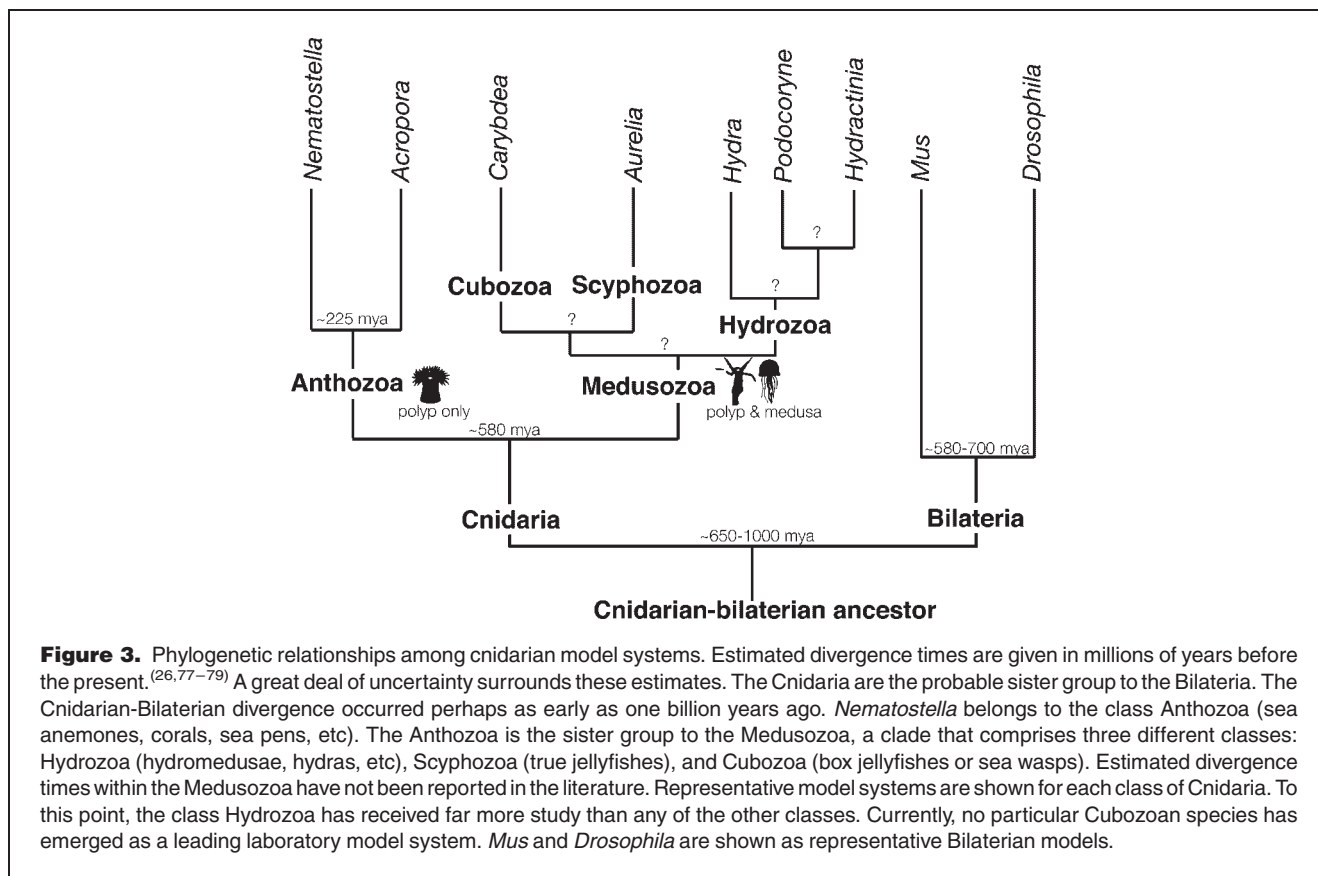 Nematostella
Acropora
Carybdea
Aurelia
Hydra
Podocoryne
Hydractinia
Mus
Drosophila
?
Cubozoa
Scyphozoa
?
~225 mya
?
Hydrozoa
?
Anthozoa
Medusozoa
polyp only
polyp & medusa
~580 mya
~580-700 mya
Cnidaria
Bilateria
~650-1000 mya
Cnidarian-bilaterian ancestor
Figure 3. Phylogenetic relationships among cnidarian model systems. Estimated divergence times are given in millions of years before
the present.(26,77–79) A great deal of uncertainty surrounds these estimates. The Cnidaria are the probable sister group to the Bilateria. The
Cnidarian-Bilaterian divergence occurred perhaps as early as one billion years ago. Nematostella belongs to the class Anthozoa (sea
anemones, corals, sea pens, etc). The Anthozoa is the sister group to the Medusozoa, a clade that comprises three different classes:
Hydrozoa (hydromedusae, hydras, etc), Scyphozoa (true jellyfishes), and Cubozoa (box jellyfishes or sea wasps). Estimated divergence
times within the Medusozoa have not been reported in the literature. Representative model systems are shown for each class of Cnidaria. To
this point, the class Hydrozoa has received far more study than any of the other classes. Currently, no particular Cubozoan species has
emerged as a leading laboratory model system. Mus and Drosophila are shown as representative Bilaterian models.